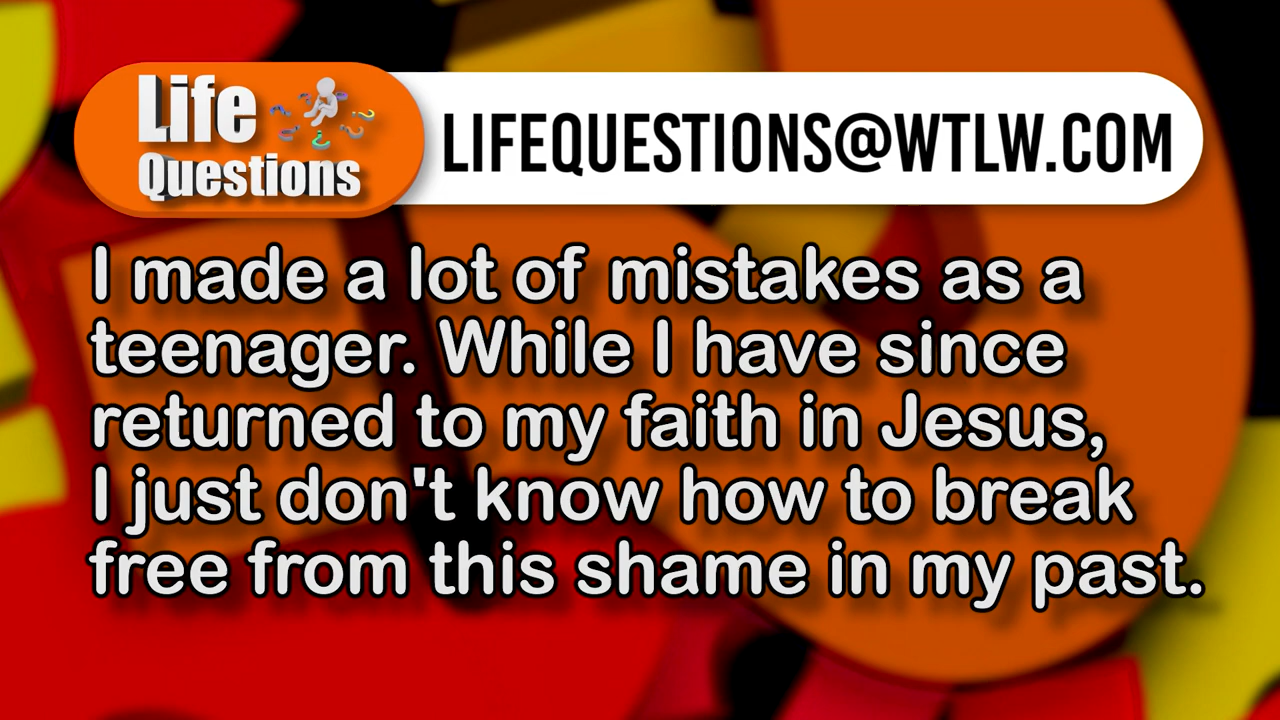 Life
Questions
LIFEQUESTIONS@WTLW.COM
I made a lot of mistakes as a
teenager. While I have since
returned to my faith in Jesus,
I just don't know how to break
free from this shame in my past.